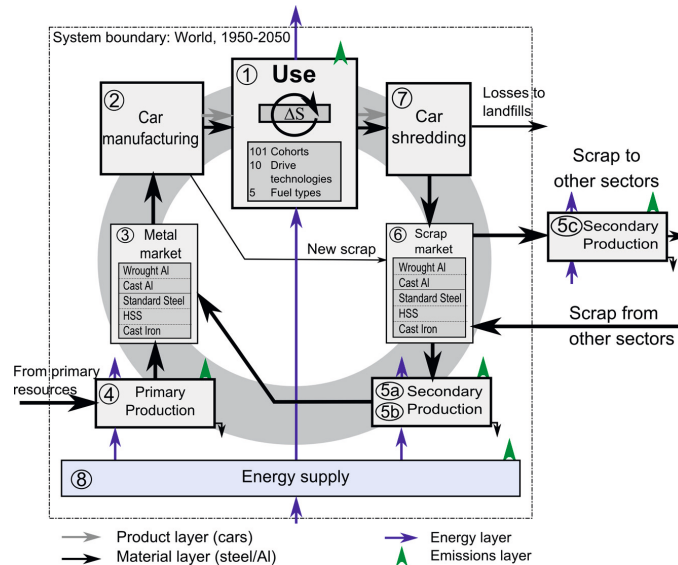 System boundary: World, 1950-2050
① Use
ΔS
101 Cohorts
10 Drive
technologies
5 Fuel types
② Car
manufacturing
⑦ Car
shredding
Losses to
landfills
Scrap to
other sectors
③ Metal
market
Wrought Al
Cast Al
Standard Steel
HSS
Cast Iron
New scrap
⑥ Scrap
market
Wrought Al
Cast Al
Standard Steel
HSS
Cast Iron
5c Secondary
Production
Scrap from
other sectors
From primary
resources
④ Primary
Production
5a Secondary
5b Production
⑧ Energy supply
Product layer (cars)
Material layer (steel/Al)
Energy layer
Emissions layer